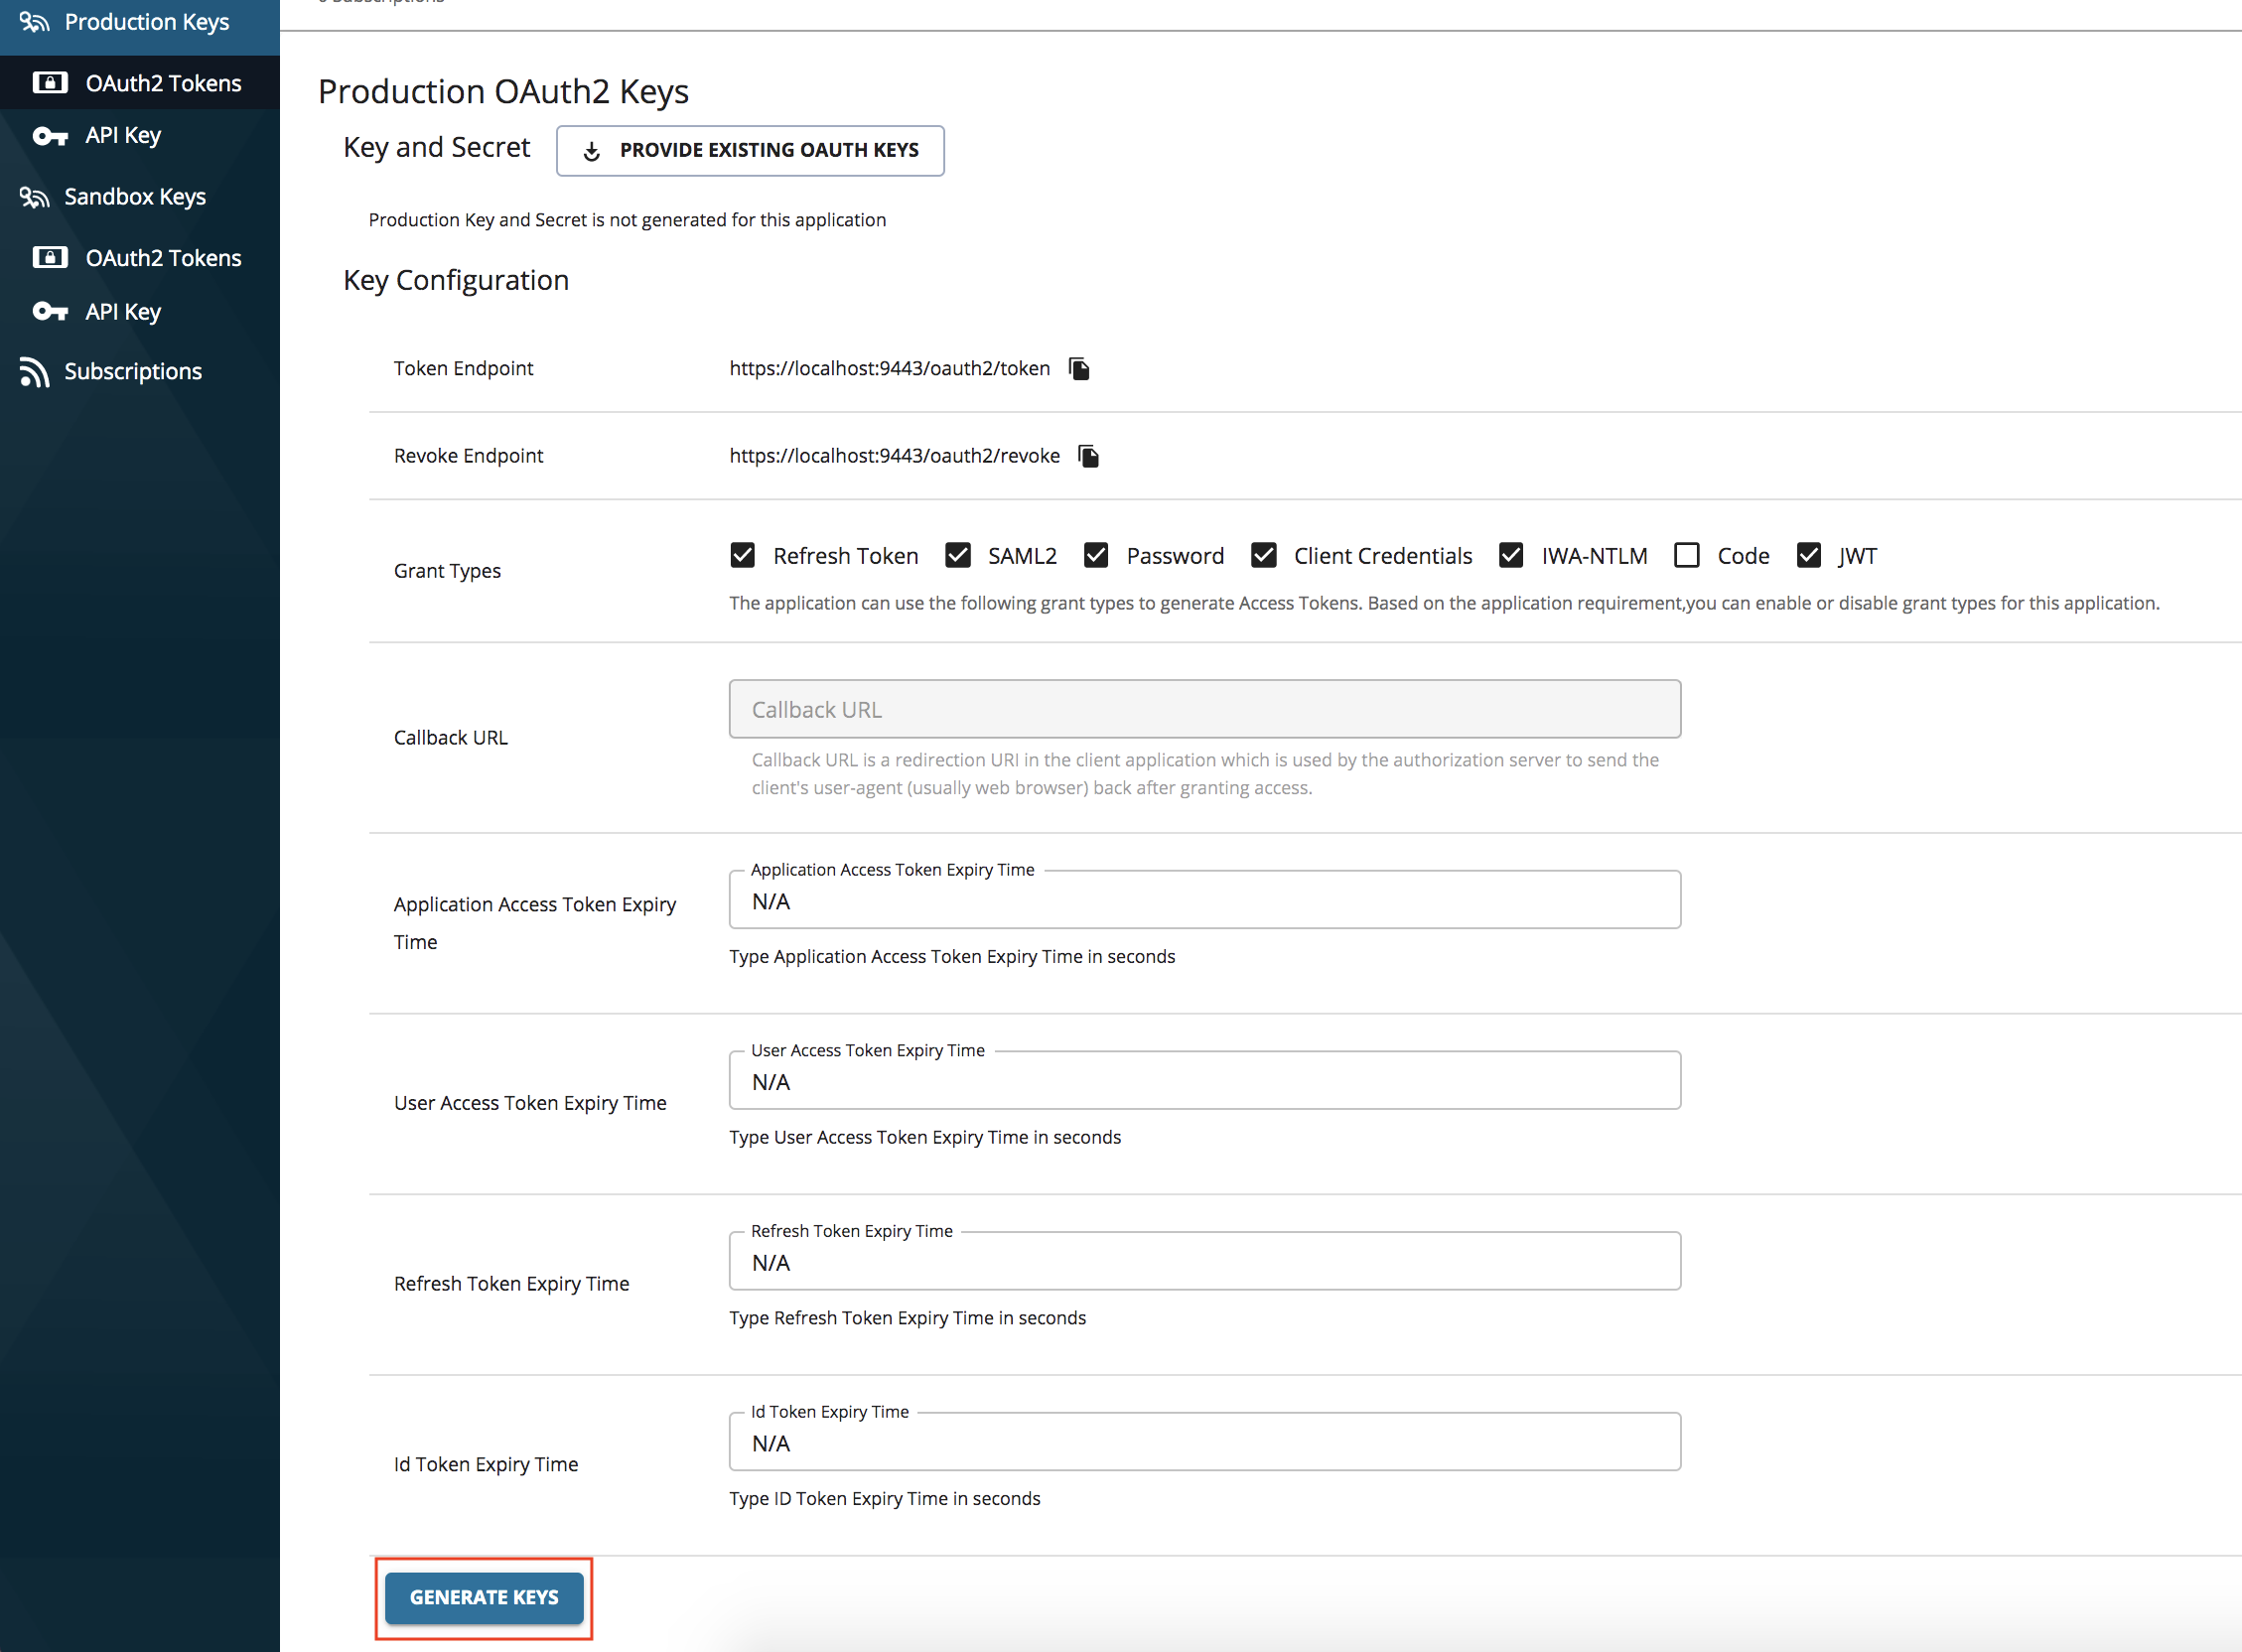 Production Keys
OAuth2 Tokens
API Key
Sandbox Keys
OAuth2 Tokens
API Key
Subscriptions
Subscriptions
Production OAuth2 Keys
Key and Secret
PROVIDE EXISTING OAUTH KEYS
Production Key and Secret is not generated for this application
Key Configuration
Token Endpoint
https://localhost:9443/oauth2/token
Revoke Endpoint
https://localhost:9443/oauth2/revoke
Grant Types
Refresh Token SAML2 Password Client Credentials IWA-NTLM Code JWT
The application can use the following grant types to generate Access Tokens. Based on the application requirement,you can enable or disable grant types for this application.
Callback URL
Callback URL
Callback URL is a redirection URI in the client application which is used by the authorization server to send the
client's user-agent (usually web browser) back after granting access.
Application Access Token Expiry
Time
Application Access Token Expiry Time
N/A
Type Application Access Token Expiry Time in seconds
User Access Token Expiry Time
User Access Token Expiry Time
N/A
Type User Access Token Expiry Time in seconds
Refresh Token Expiry Time
Refresh Token Expiry Time
N/A
Type Refresh Token Expiry Time in seconds
Id Token Expiry Time
Id Token Expiry Time
N/A
Type ID Token Expiry Time in seconds
GENERATE KEYS